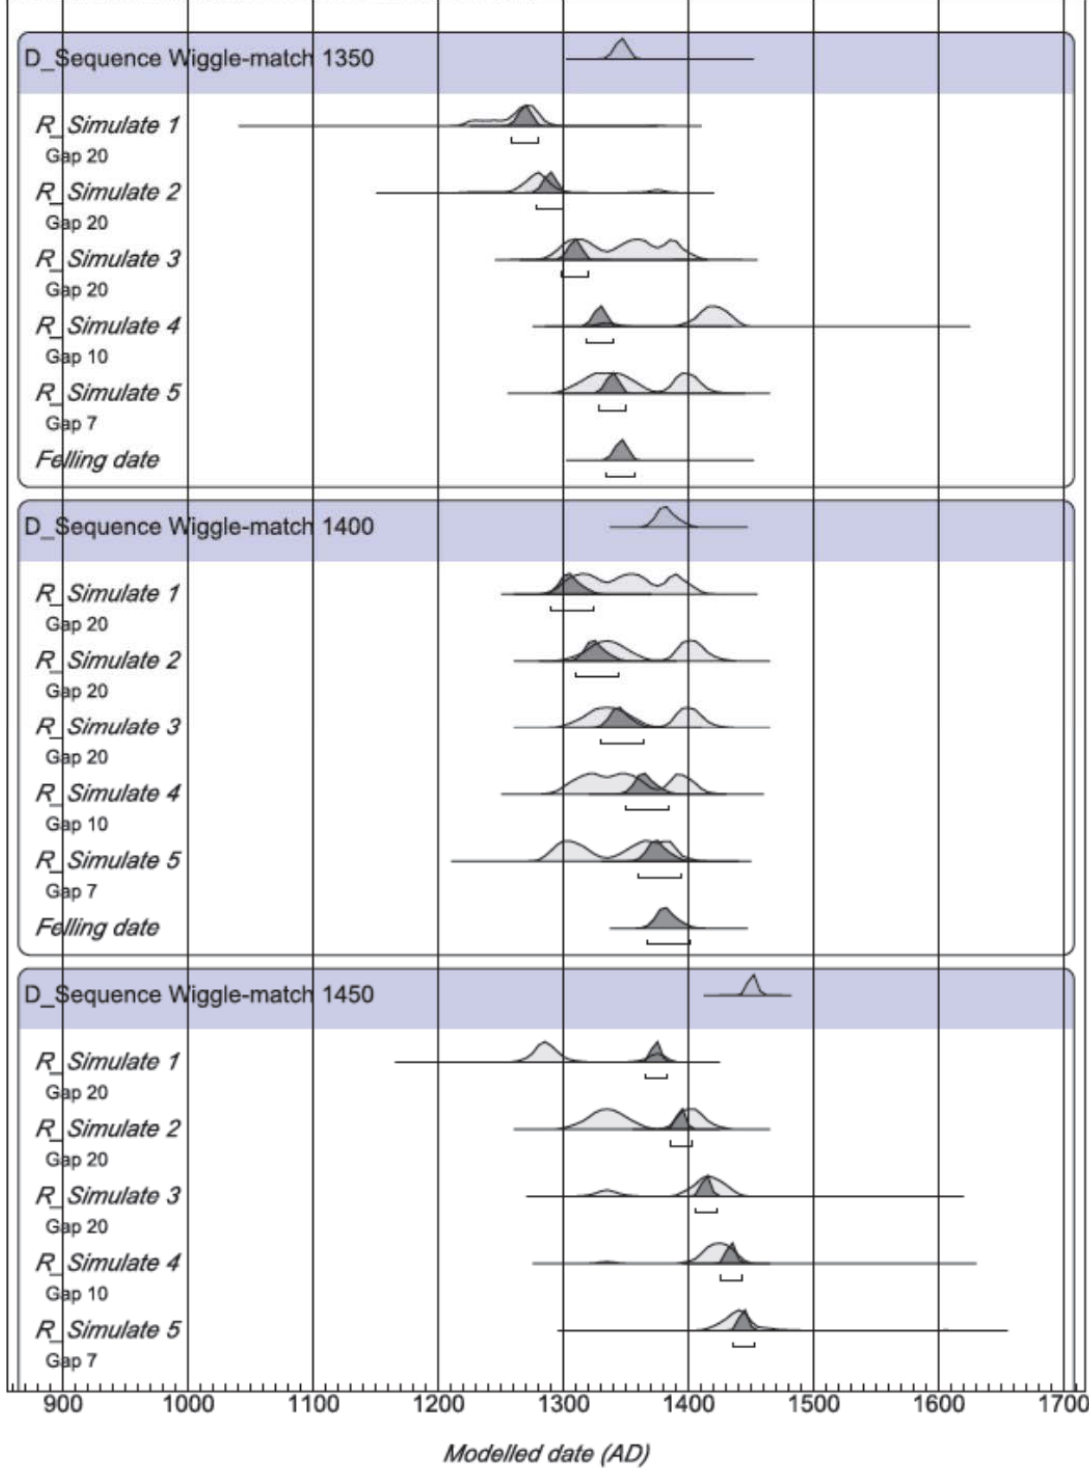 D_Sequence Wiggle-match 1350
R_Simulate 1
Gap 20
R_Simulate 2
Gap 20
R_Simulate 3
Gap 20
R_Simulate 4
Gap 10
R_Simulate 5
Gap 7
Felling date
D_Sequence Wiggle-match 1400
R_Simulate 1
Gap 20
R_Simulate 2
Gap 20
R_Simulate 3
Gap 20
R_Simulate 4
Gap 10
R_Simulate 5
Gap 7
Felling date
D_Sequence Wiggle-match 1450
R_Simulate 1
Gap 20
R_Simulate 2
Gap 20
R_Simulate 3
Gap 20
R_Simulate 4
Gap 10
R_Simulate 5
Gap 7
900 1000 1100 1200 1300 1400 1500 1600 1700
Modelled date (AD)